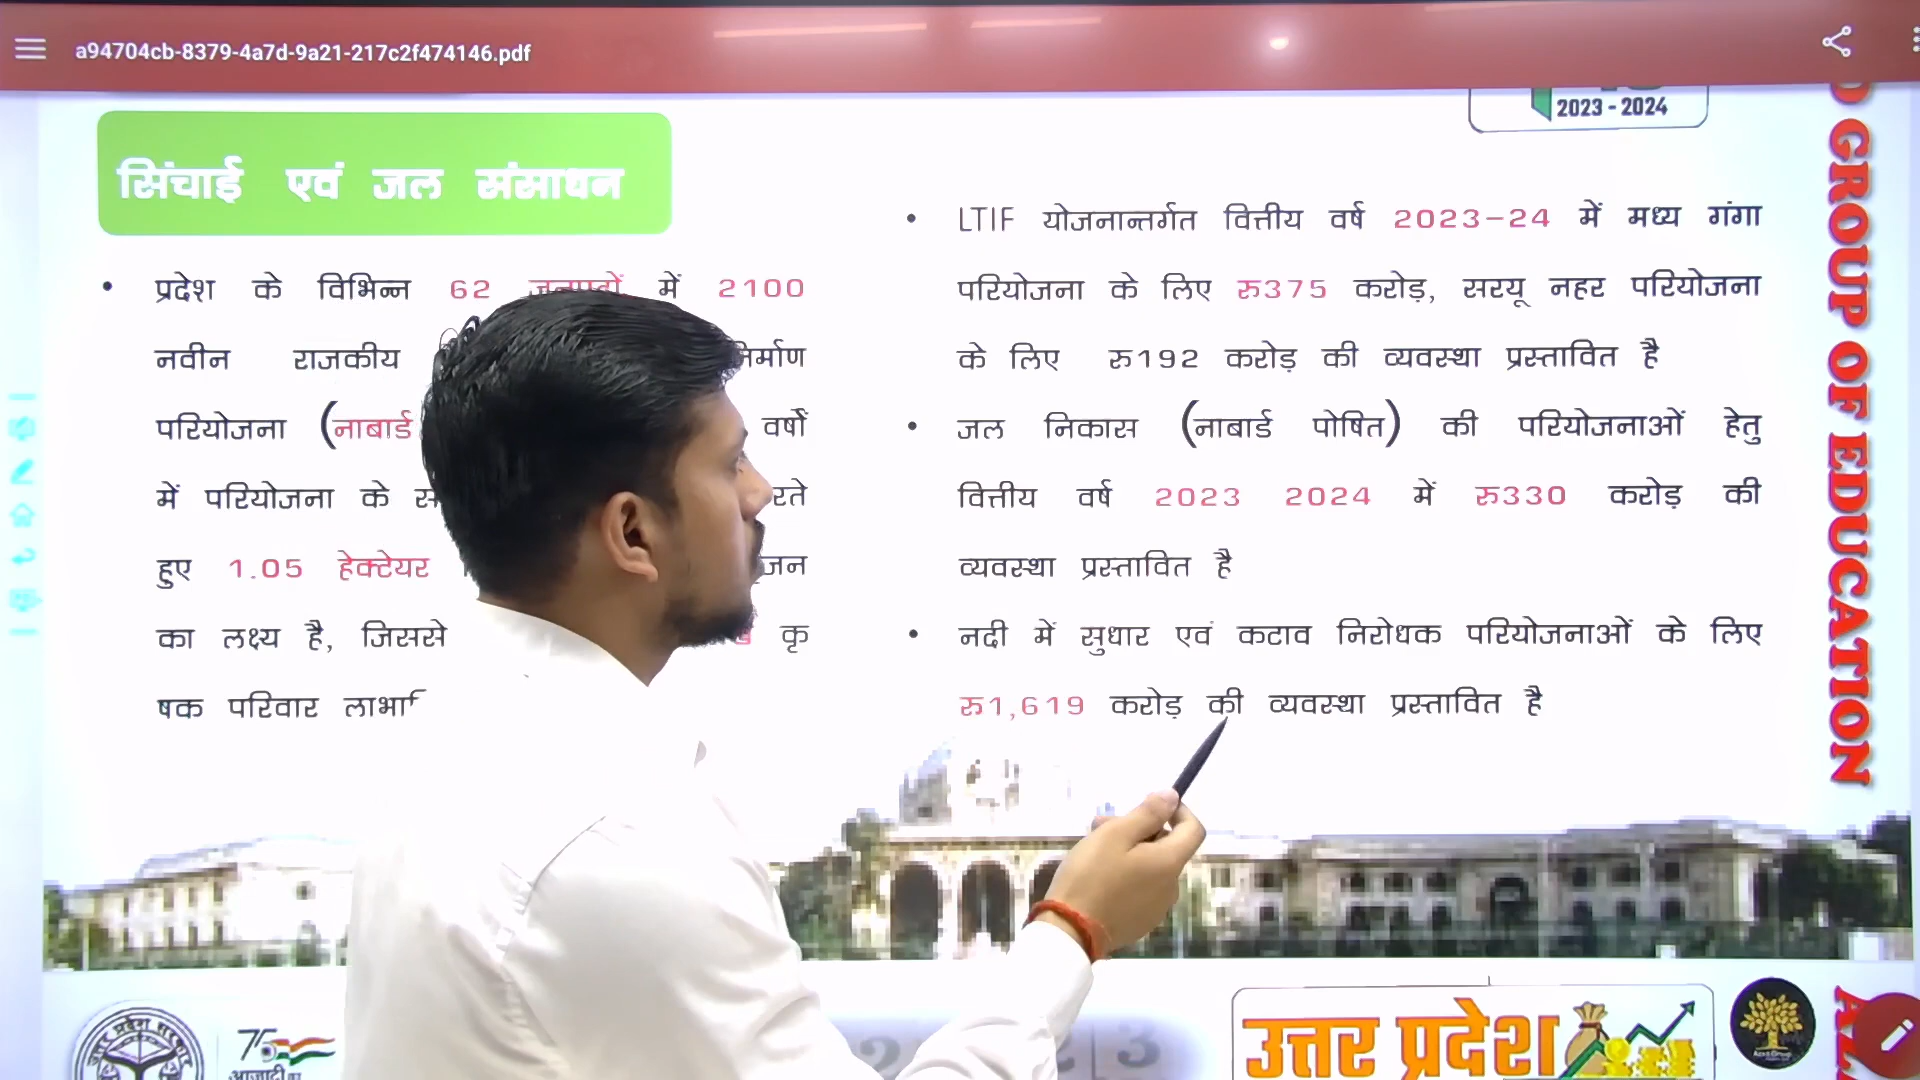 a94704cb-8379-4a7d-9a21-217c2f474146.pdf
2023 - 2024
सिंचाई एवं जल संसाधन
प्रदेश के विभिन्न 62 जनपदों में 2100
नवीन राजकीय निर्माण
परियोजना (नाबार्ड वर्षों
में परियोजना के
हुए 1.05 हेक्टेयर
का लक्ष्य है, जिससे कृ
षक परिवार
LTIF योजनान्तर्गत वित्तीय वर्ष 2023-24 में मध्य गंगा
परियोजना के लिए रु375 करोड़, सरयू नहर परियोजना
के लिए रु192 करोड़ की व्यवस्था प्रस्तावित है
जल निकास (नाबार्ड पोषित) की परियोजनाओं हेतु
वित्तीय वर्ष 2023 2024 में रु330 करोड़ की
व्यवस्था प्रस्तावित है
नदी में सुधार एवं कटाव निरोधक परियोजनाओं के लिए
रु1,619 करोड़ की व्यवस्था प्रस्तावित है
GROUP OF EDUCATION
75
उत्तर प्रदेश